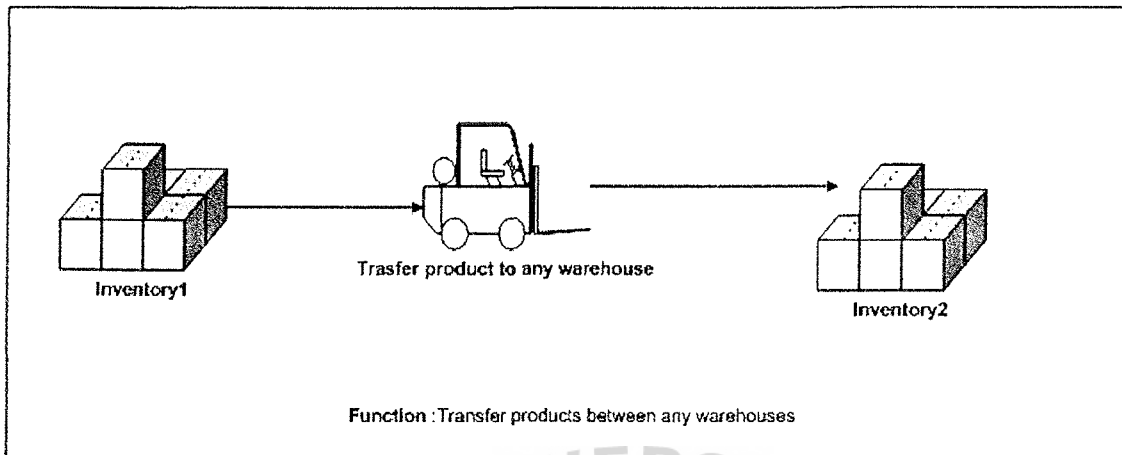 Trasfer product to any warehouse
Inventory1
Inventory2
Function : Transfer products between any warehouses